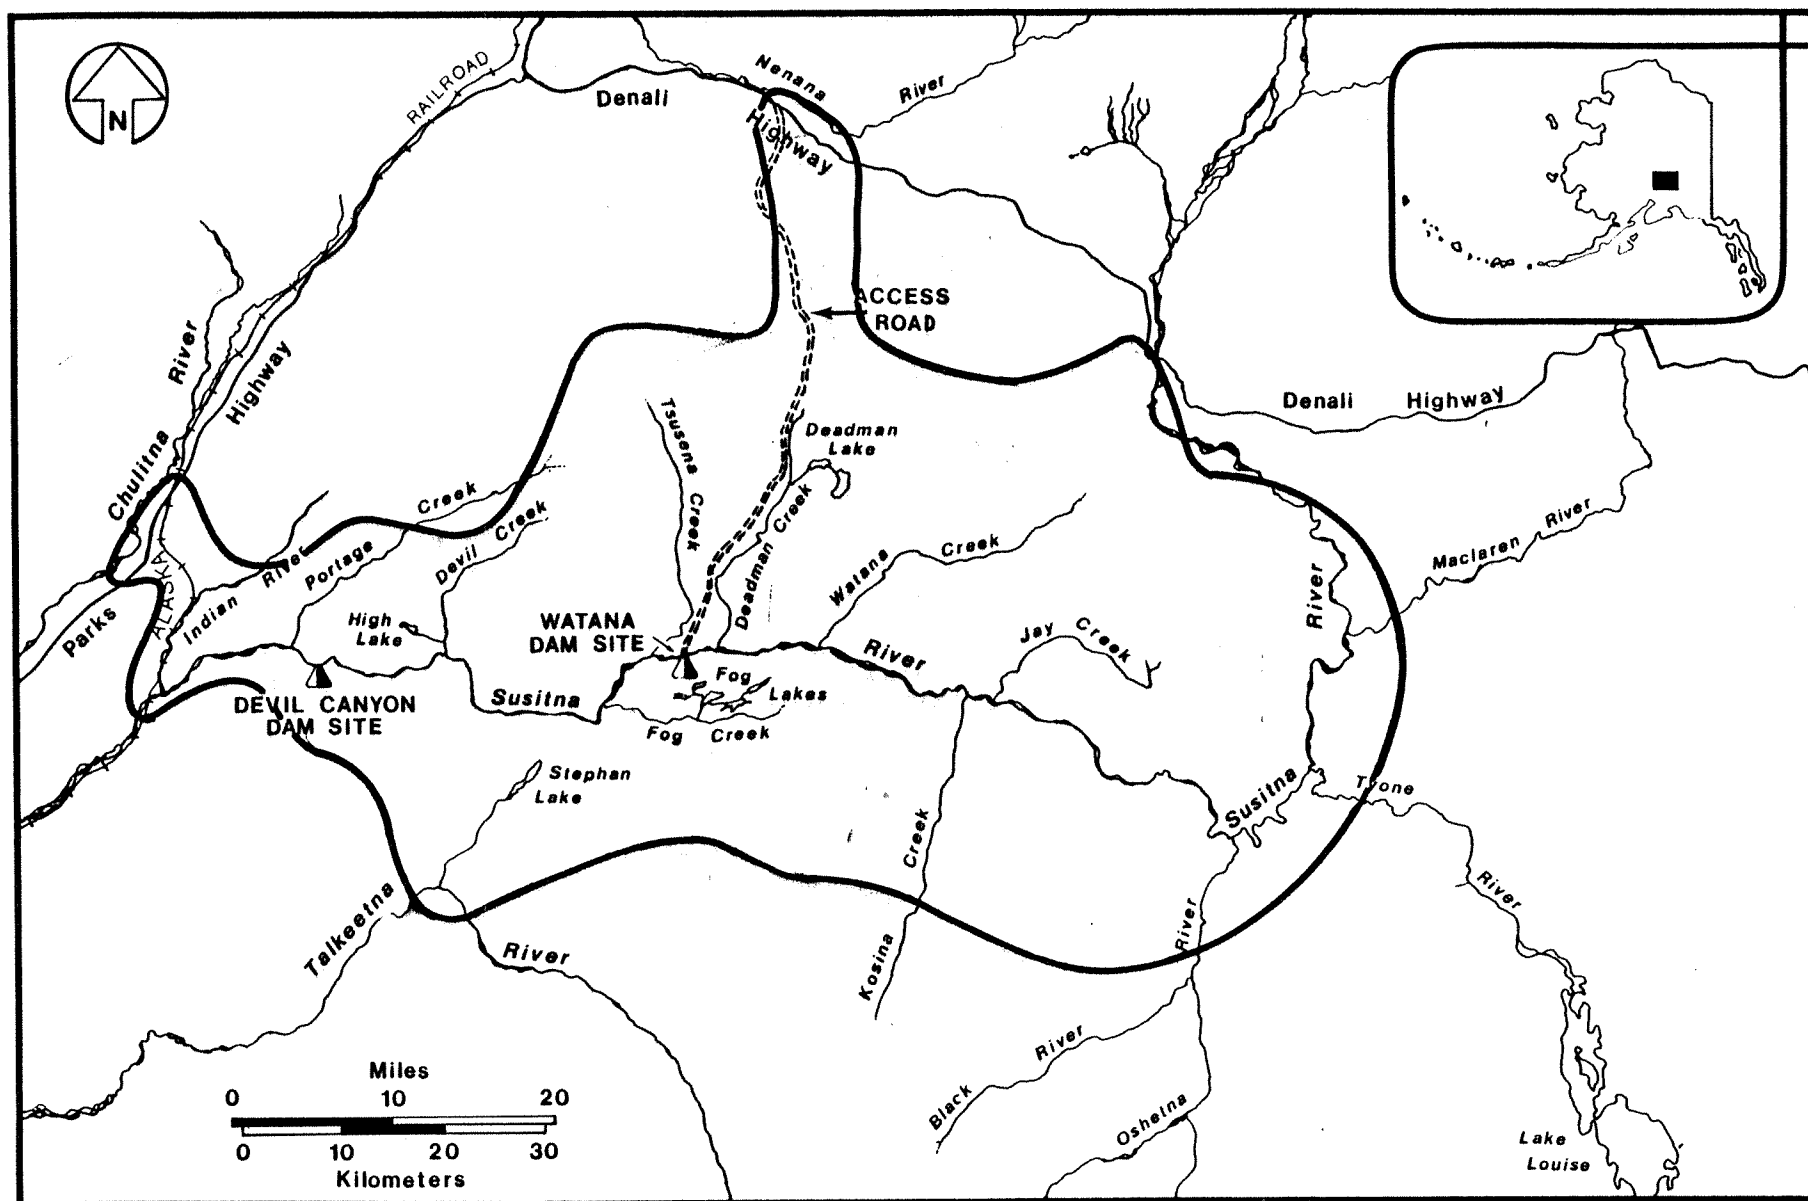 N
RAILROAD
Denali
Highway
Nenana
River
ACCESS
ROAD
River
Highway
Chulitna
Denali Highway
Tsusena
Creek
Deadman
Lake
Deadman Creek
Creek
Portage
Devil Creek
Watana Creek
Maclaren River
River
Indian
River
ALASKA
Parks
High
Lake
WATANA
DAM SITE
River
Jay Creek
Fog
Lakes
Susitna
DEVIL CANYON
DAM SITE
Fog Creek
Stephan
Lake
Susitna
Tyone
River
Creek
Kosina
Talkeetna
River
River
Black River
Oshetna
Lake
Louise
Miles
0 10 20
0 10 20 30
Kilometers